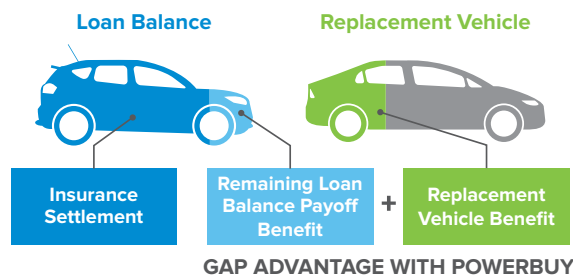 Loan Balance
Replacement Vehicle
Insurance
Settlement
Remaining Loan
Balance Payoff
Benefit
+
Replacement
Vehicle Benefit
GAP ADVANTAGE WITH POWERBUY